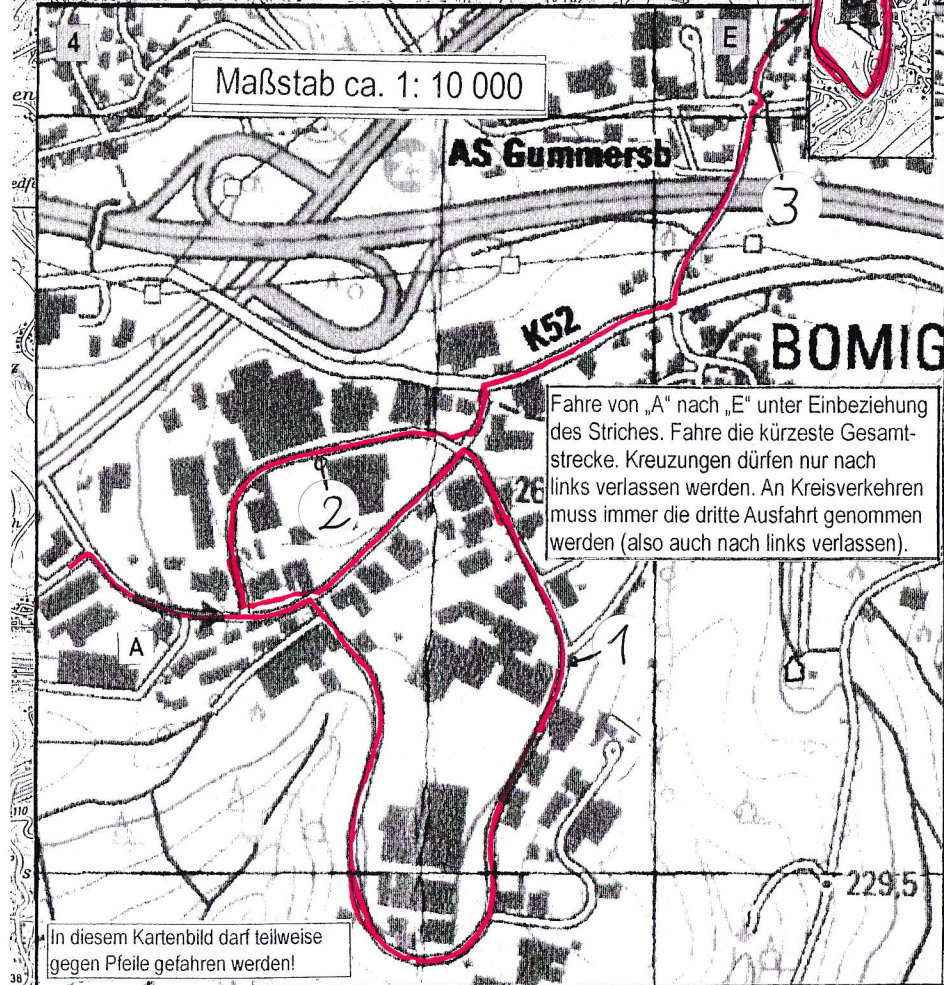 4
E
Maßstab ca. 1: 10 000
AS Gummersb
3
K52
BOMIG
Fahre von „A“ nach „E“ unter Einbeziehung
des Striches. Fahre die kürzeste Gesamt-
strecke. Kreuzungen dürfen nur nach
links verlassen werden. An Kreisverkehren
muss immer die dritte Ausfahrt genommen
werden (also auch nach links verlassen).
26
2
1
A
110
229,5
In diesem Kartenbild darf teilweise
gegen Pfeile gefahren werden!
38